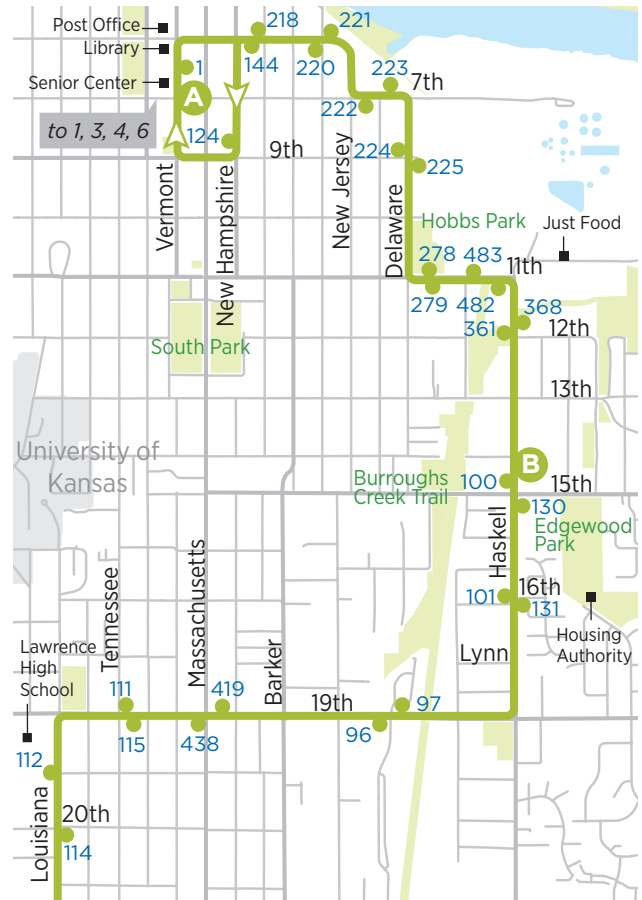 Post Office
Library
Senior Center
to 1, 3, 4, 6
1
A
218
144
220
221
223
7th
222
124
9th
224
225
Vermont
New Hampshire
New Jersey
Delaware
Hobbs Park
Just Food
278
483
11th
279
482
361
368
12th
South Park
13th
University of
Kansas
B
100
15th
Burroughs
Creek Trail
130
Edgewood
Park
Haskell
Tennessee
Massachusetts
Barker
101
16th
131
Housing
Authority
Lynn
Lawrence
High
School
111
419
19th
97
115
438
96
112
Louisiana
20th
114